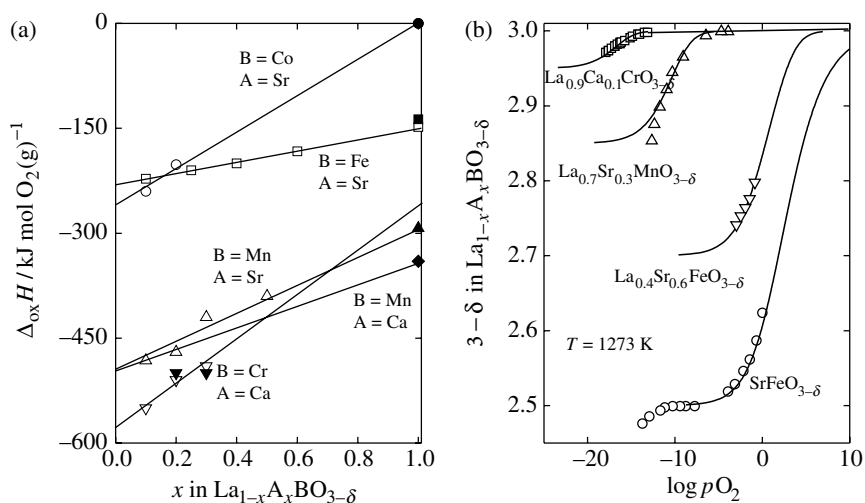 (a)
0
−150
−300
−450
−600
Δ_ox H / kJ mol O₂(g)⁻¹
B = Co
A = Sr
B = Fe
A = Sr
B = Mn
A = Sr
B = Mn
A = Ca
B = Cr
A = Ca
0.0 0.2 0.4 0.6 0.8 1.0
x in La₁₋ₓAₓBO₃₋δ
(b)
3.0
2.9
2.8
2.7
2.6
2.5
3 − δ in La₁₋ₓAₓBO₃₋δ
La₀.₉Ca₀.₁CrO₃₋δ
La₀.₇Sr₀.₃MnO₃₋δ
La₀.₄Sr₀.₆FeO₃₋δ
T = 1273 K
SrFeO₃₋δ
−20 −10 0 10
log pO₂